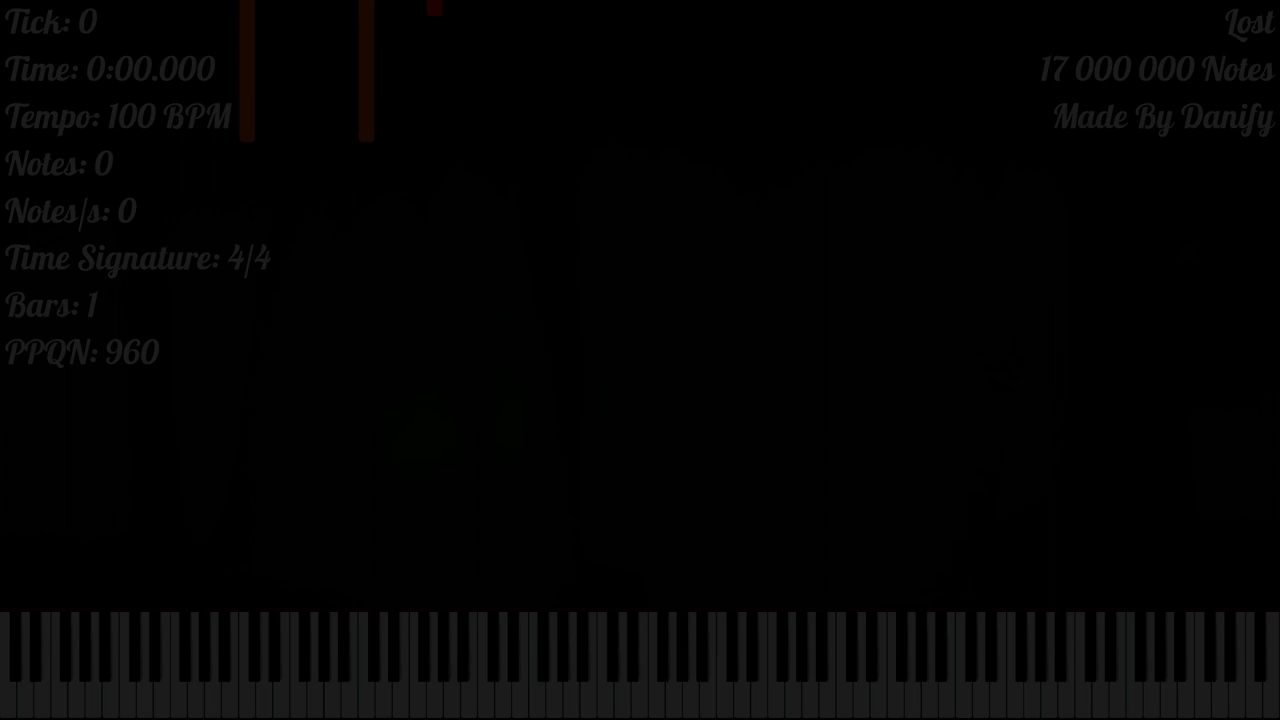 Tick: 0
Time: 0:00.000
Tempo: 100 BPM
Notes: 0
Notes/s: 0
Time Signature: 4/4
Bars: 1
PPQN: 960
Lost
17 000 000 Notes
Made By Danify